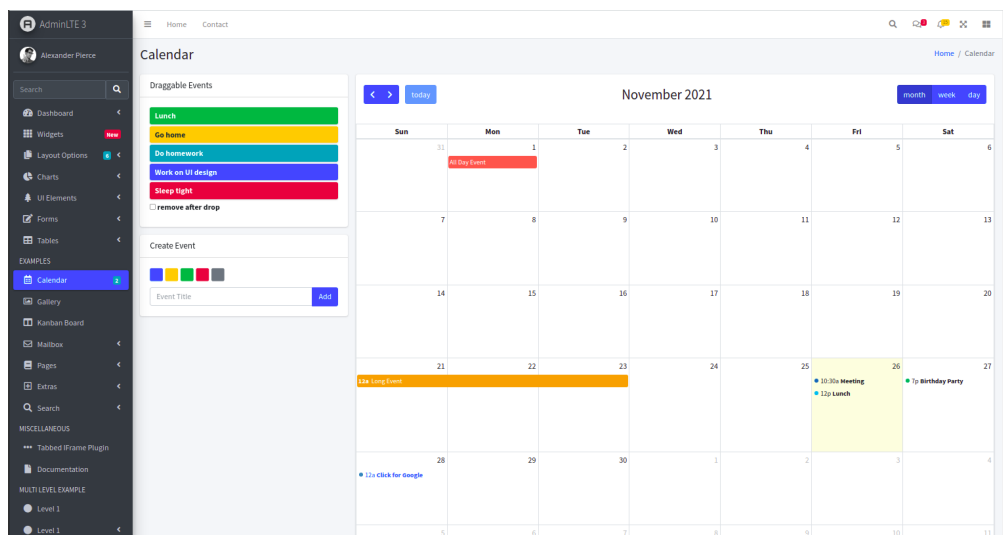 AdminLTE 3
Home Contact
Alexander Pierce
Search
Dashboard
Widgets New
Layout Options 6
Charts
UI Elements
Forms
Tables
EXAMPLES
Calendar 2
Gallery
Kanban Board
Mailbox
Pages
Extras
Search
MISCELLANEOUS
Tabbed IFrame Plugin
Documentation
MULTI LEVEL EXAMPLE
Level 1
Level 1
Calendar
Home / Calendar
Draggable Events
Lunch
Go home
Do homework
Work on UI design
Sleep tight
remove after drop
Create Event
Event Title Add
today
November 2021
month week day
Sun Mon Tue Wed Thu Fri Sat
31 1 2 3 4 5 6
All Day Event
7 8 9 10 11 12 13
14 15 16 17 18 19 20
21 22 23 24 25 26 27
12a Long Event
10:30a Meeting
12p Lunch
7p Birthday Party
28 29 30 1 2 3 4
12a Click for Google
5 6 7 8 9 10 11